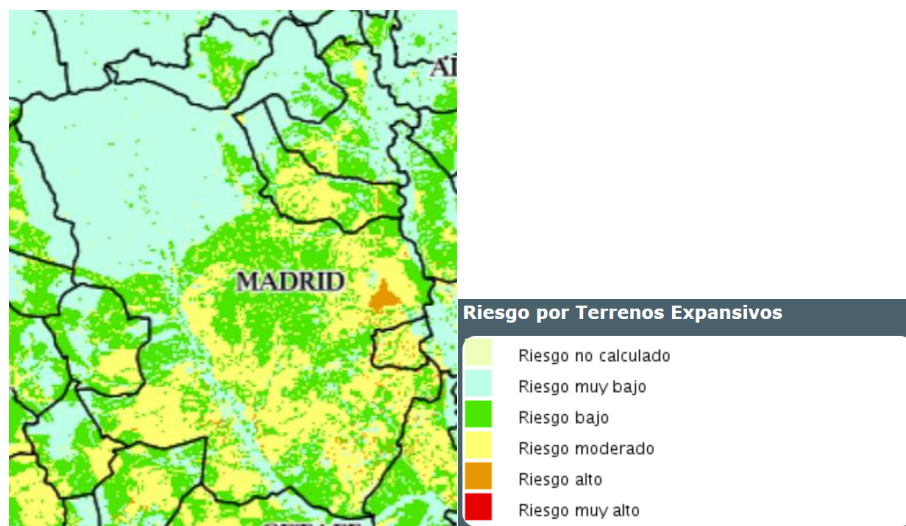 MADRID
Riesgo por Terrenos Expansivos
Riesgo no calculado
Riesgo muy bajo
Riesgo bajo
Riesgo moderado
Riesgo alto
Riesgo muy alto